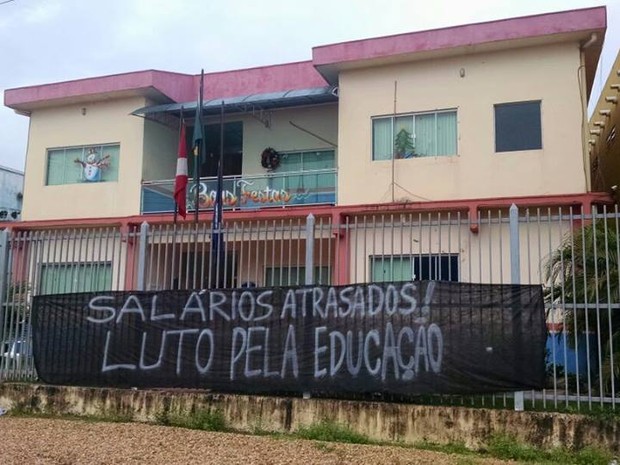 Boas Festas
SALÁRIOS ATRASADOS!
LUTO PELA EDUCAÇÃO